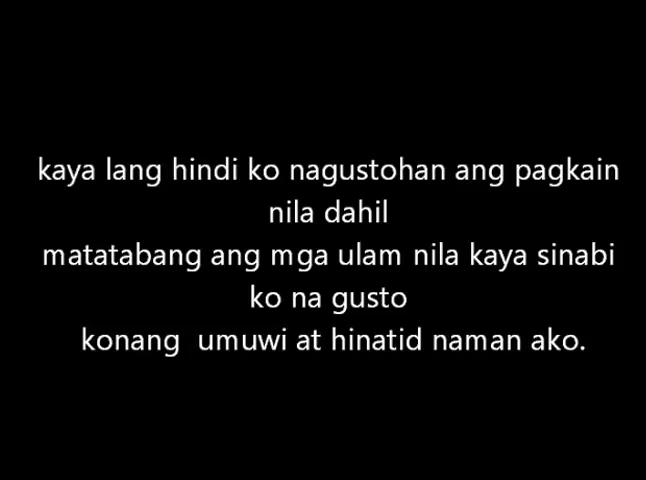 kaya lang hindi ko nagustohan ang pagkain
nila dahil
matatabang ang mga ulam nila kaya sinabi
ko na gusto
konang  umuwi at hinatid naman ako.